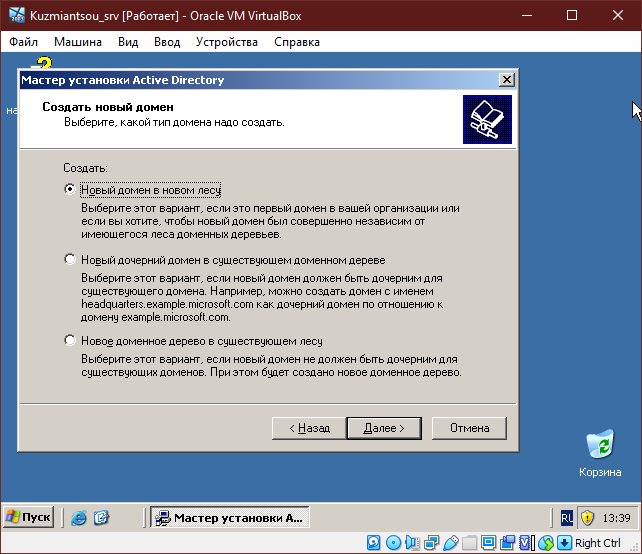 Kuzmiantsou_srv [Работает] - Oracle VM VirtualBox
Файл Машина Вид Ввод Устройства Справка
на
Мастер установки Active Directory
Создать новый домен
Выберите, какой тип домена надо создать.
Создать:
Новый домен в новом лесу
Выберите этот вариант, если это первый домен в вашей организации или
если вы хотите, чтобы новый домен был совершенно независим от
имеющегося леса доменных деревьев.
Новый дочерний домен в существующем доменном дереве
Выберите этот вариант, если новый домен должен быть дочерним для
существующего домена. Например, можно создать домен с именем
headquarters.example.microsoft.com как дочерний домен по отношению к
домену example.microsoft.com.
Новое доменное дерево в существующем лесу
Выберите этот вариант, если новый домен не должен быть дочерним для
существующих доменов. При этом будет создано новое доменное дерево.
< Назад Далее > Отмена
Корзина
Пуск Мастер установки A... RU 13:39
Right Ctrl